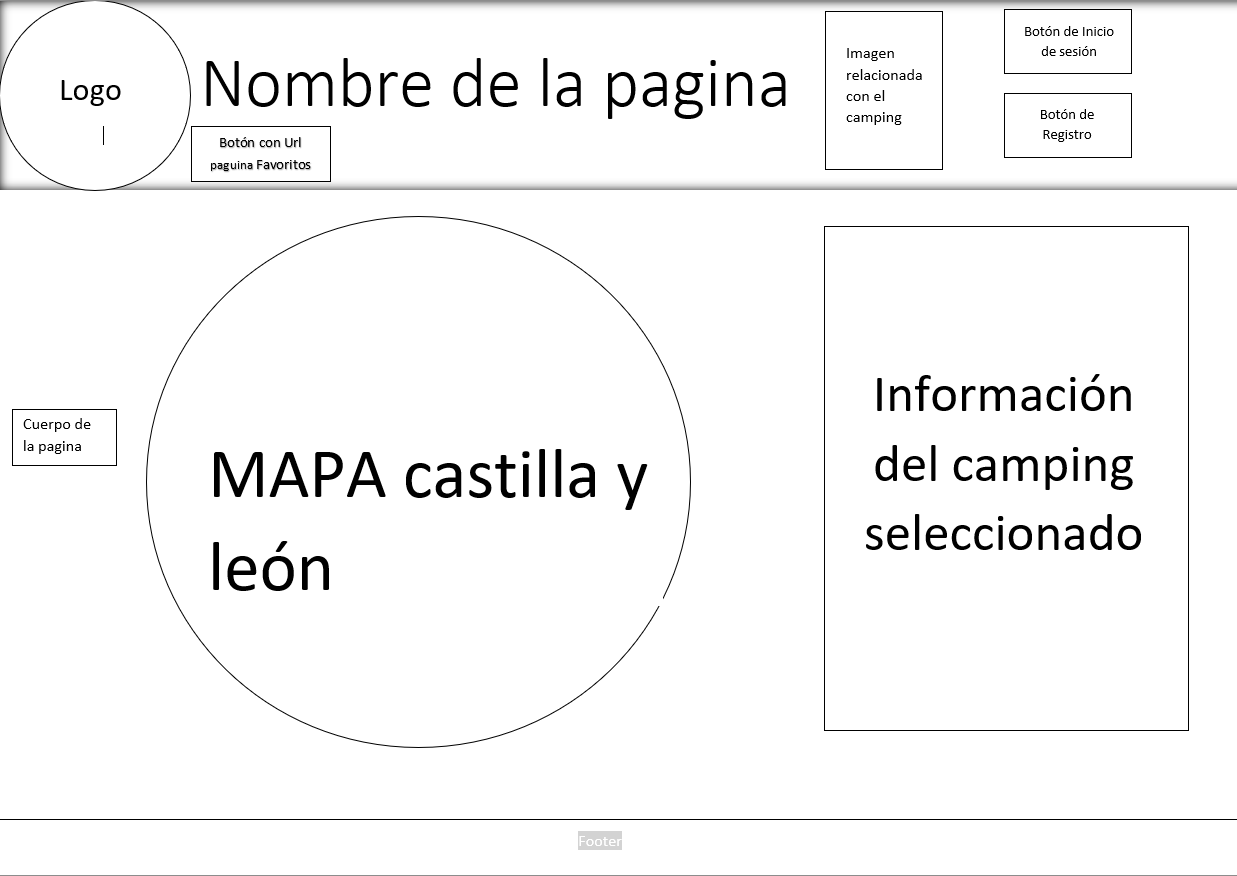 Logo
Nombre de la pagina
Botón con Url
paguina Favoritos
Imagen
relacionada
con el
camping
Botón de Inicio
de sesión
Botón de
Registro
Cuerpo de
la pagina
MAPA castilla y
león
Información
del camping
seleccionado
Footer